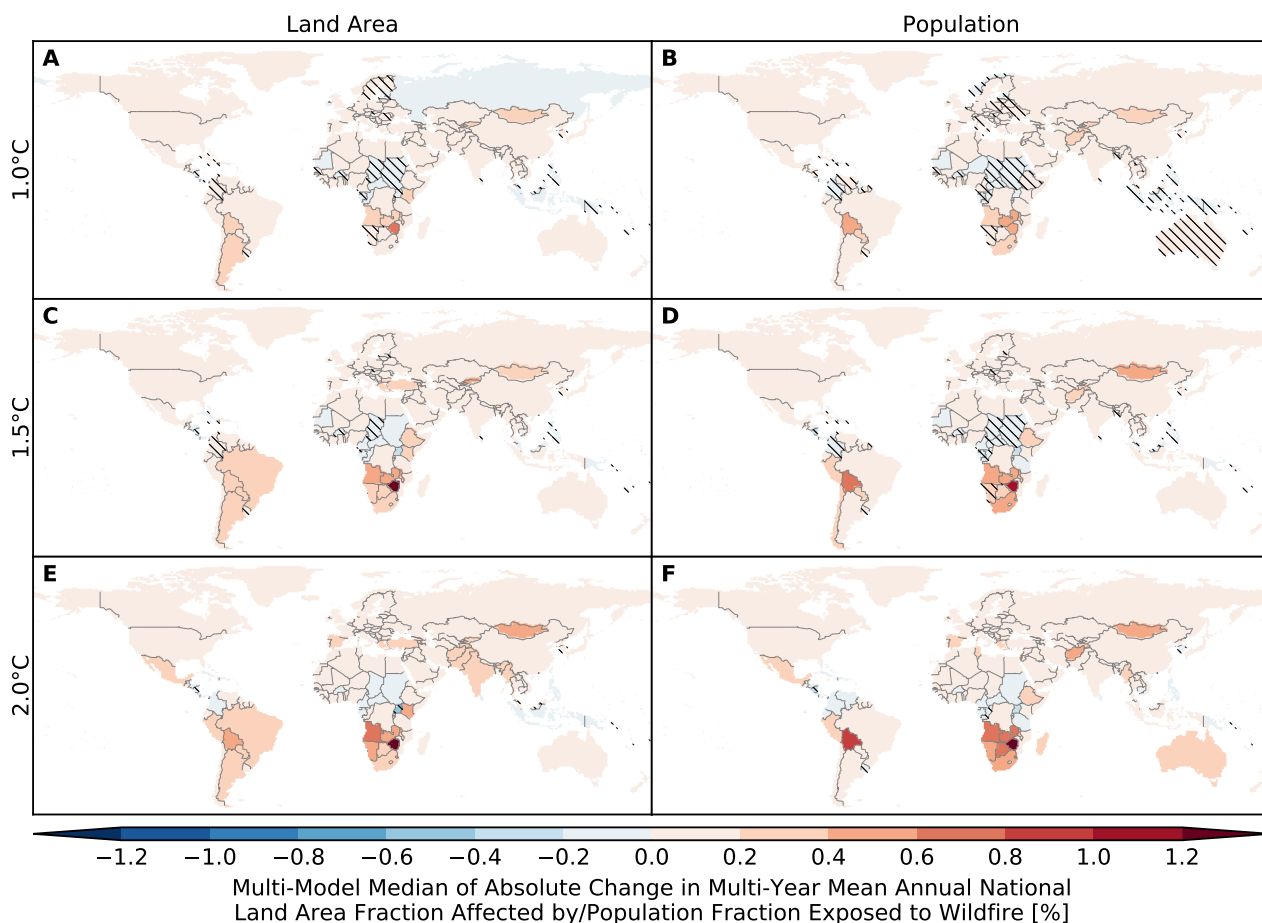 Land Area
Population
A
B
1.0°C
C
D
1.5°C
E
F
2.0°C
−1.2 −1.0 −0.8 −0.6 −0.4 −0.2 0.0 0.2 0.4 0.6 0.8 1.0 1.2
Multi-Model Median of Absolute Change in Multi-Year Mean Annual National
Land Area Fraction Affected by/Population Fraction Exposed to Wildfire [%]